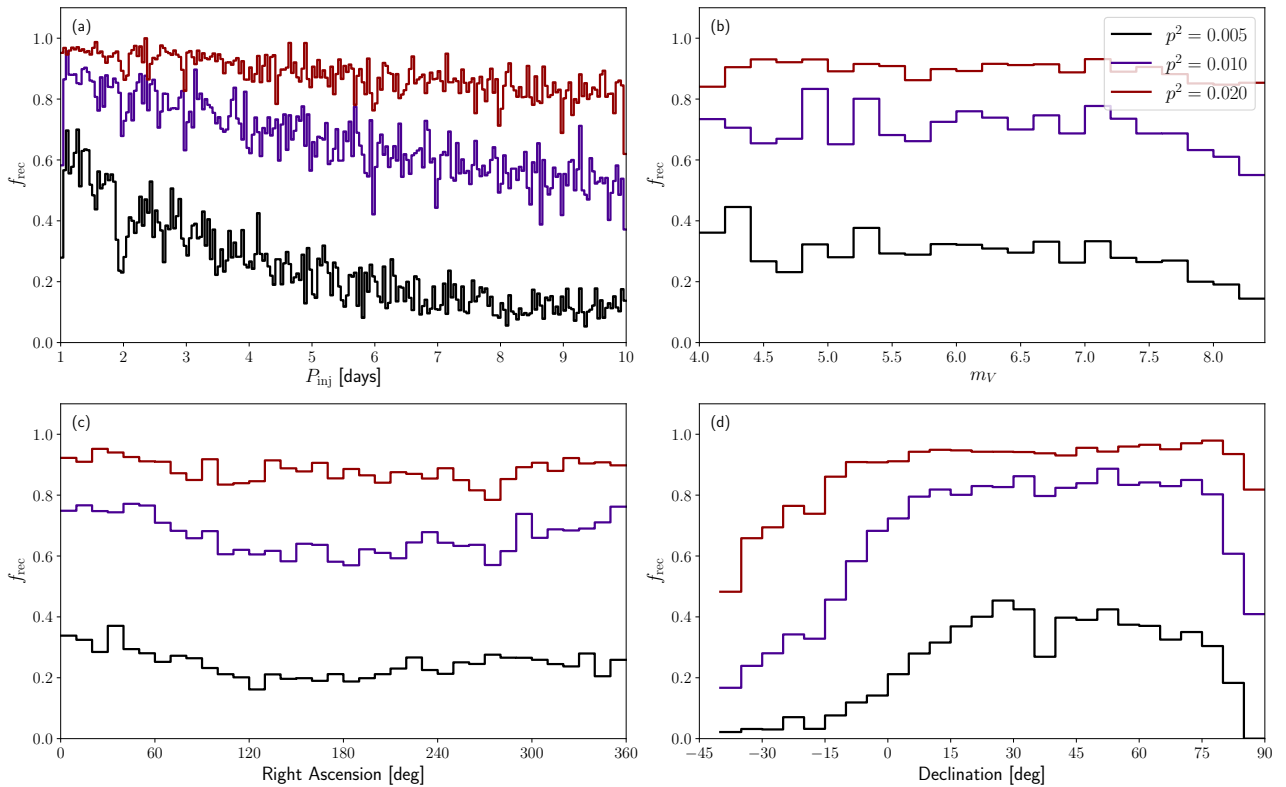 (a)
1.0
0.8
0.6
0.4
0.2
0.0
f_rec
1 2 3 4 5 6 7 8 9 10
P_inj [days]
(b)
p² = 0.005
p² = 0.010
p² = 0.020
1.0
0.8
0.6
0.4
0.2
0.0
f_rec
4.0 4.5 5.0 5.5 6.0 6.5 7.0 7.5 8.0
m_V
(c)
1.0
0.8
0.6
0.4
0.2
0.0
f_rec
0 60 120 180 240 300 360
Right Ascension [deg]
(d)
1.0
0.8
0.6
0.4
0.2
0.0
f_rec
−45 −30 −15 0 15 30 45 60 75 90
Declination [deg]